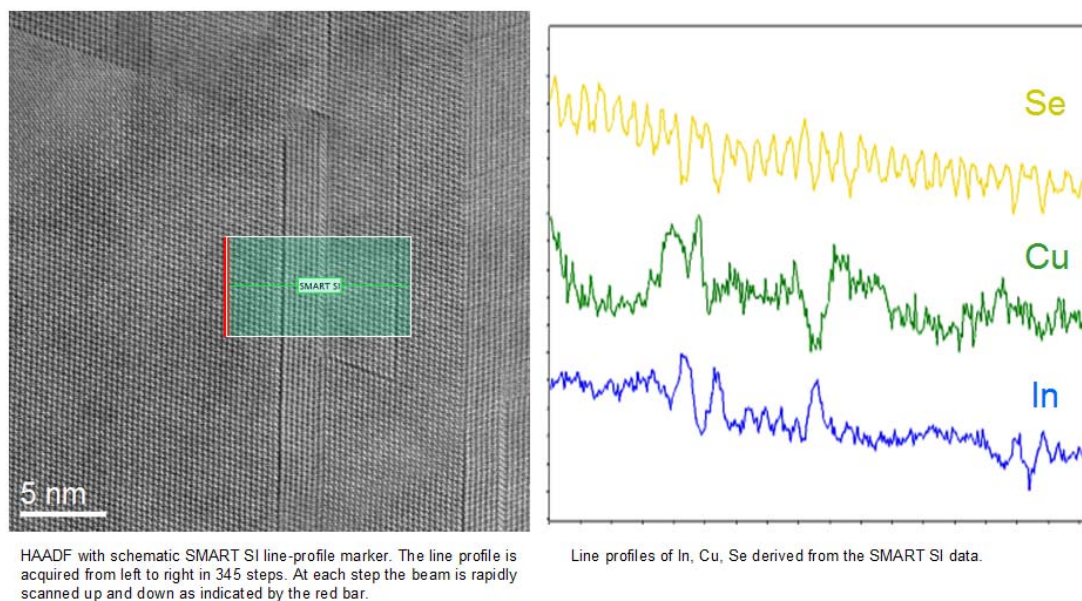 SMART SI
5 nm
Se
Cu
In
HAADF with schematic SMART SI line-profile marker. The line profile is
acquired from left to right in 345 steps. At each step the beam is rapidly
scanned up and down as indicated by the red bar.
Line profiles of In, Cu, Se derived from the SMART SI data.